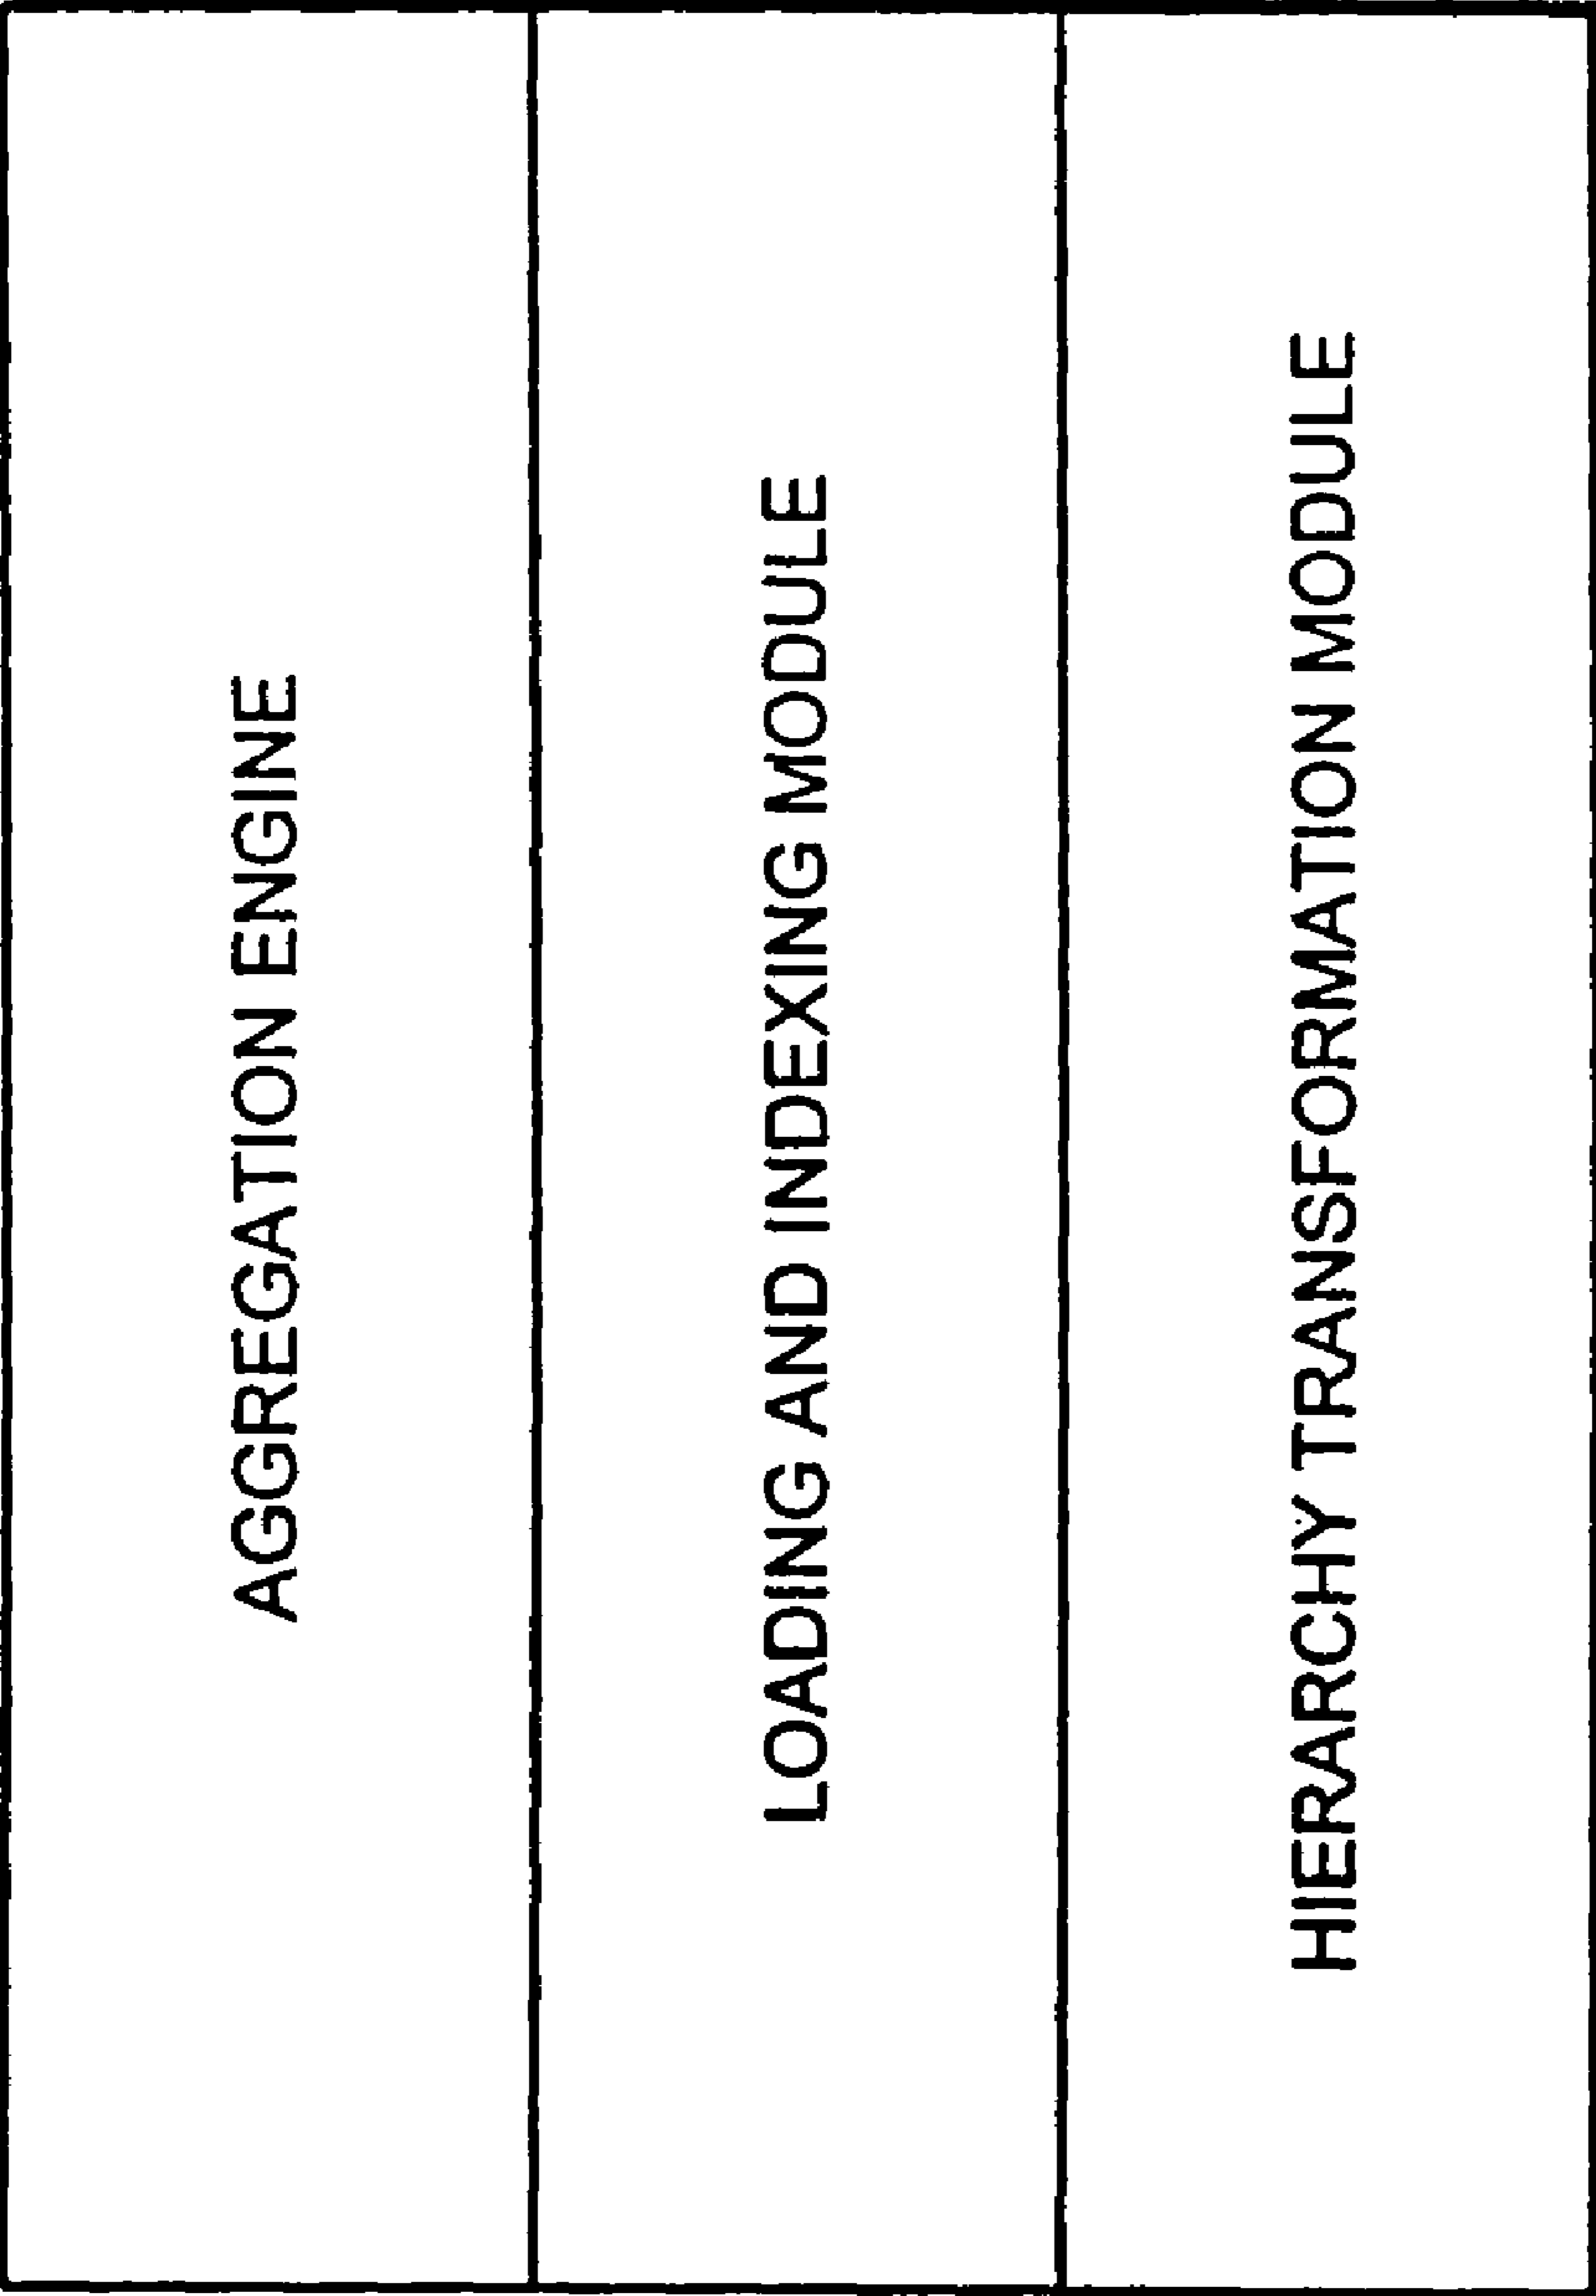 AGGREGATION ENGINE
LOADING AND INDEXING MODULE
HIERARCHY TRANSFORMATION MODULE